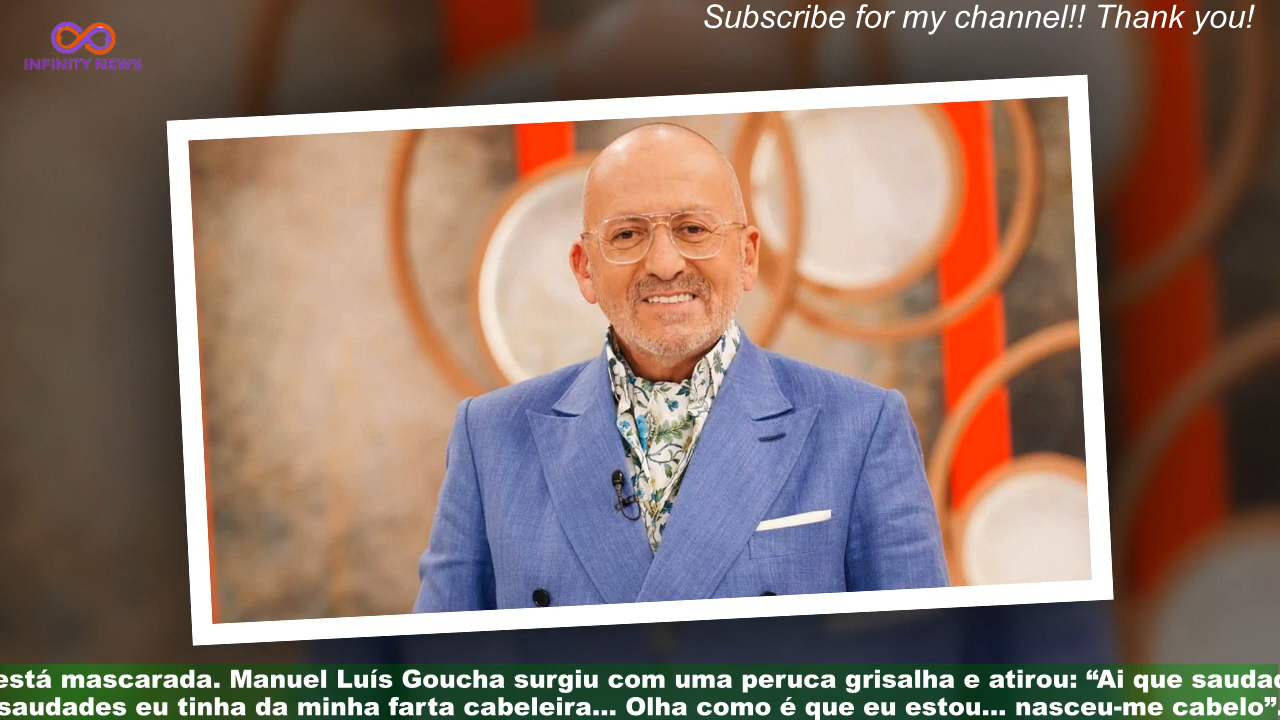 Subscribe for my channel!! Thank you!
INFINITY NEWS
está mascarada. Manuel Luís Goucha surgiu com uma peruca grisalha e atirou: “Ai que saudad
saudades eu tinha da minha farta cabeleira... Olha como é que eu estou... nasceu-me cabelo”